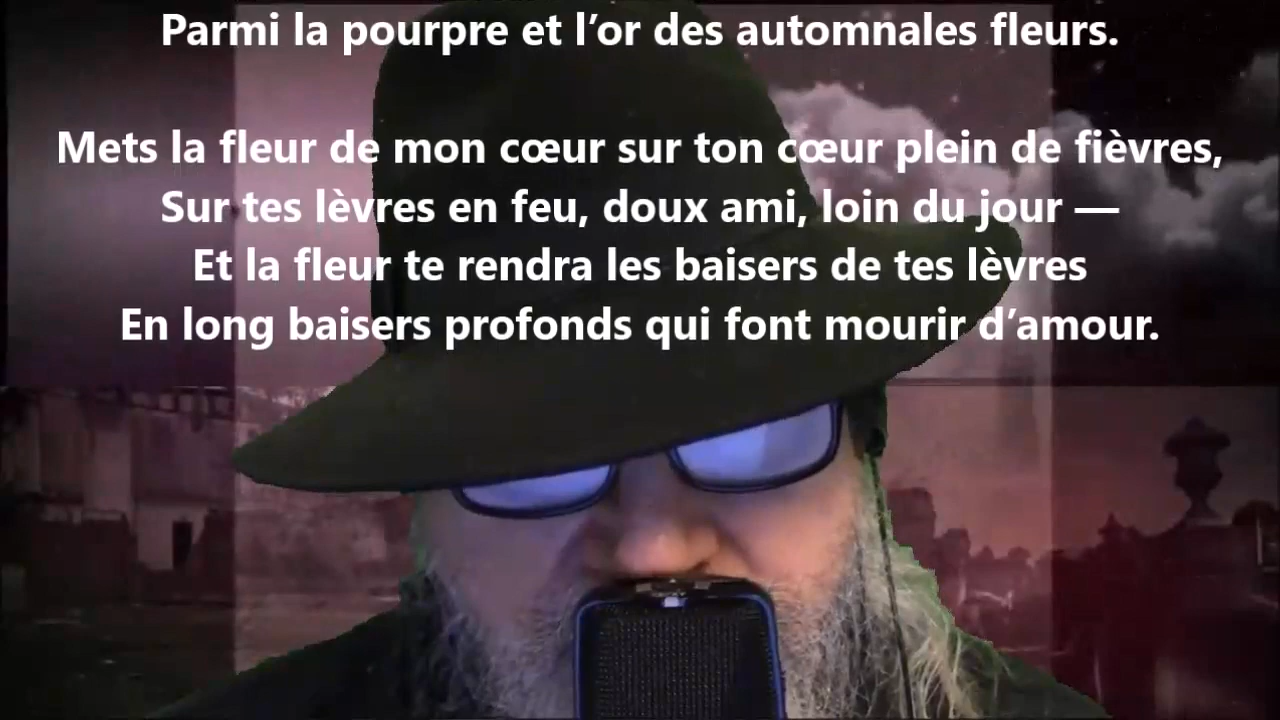 Parmi la pourpre et l’or des automnales fleurs.
Mets la fleur de mon cœur sur ton cœur plein de fièvres,
Sur tes lèvres en feu, doux ami, loin du jour —
Et la fleur te rendra les baisers de tes lèvres
En long baisers profonds qui font mourir d’amour.